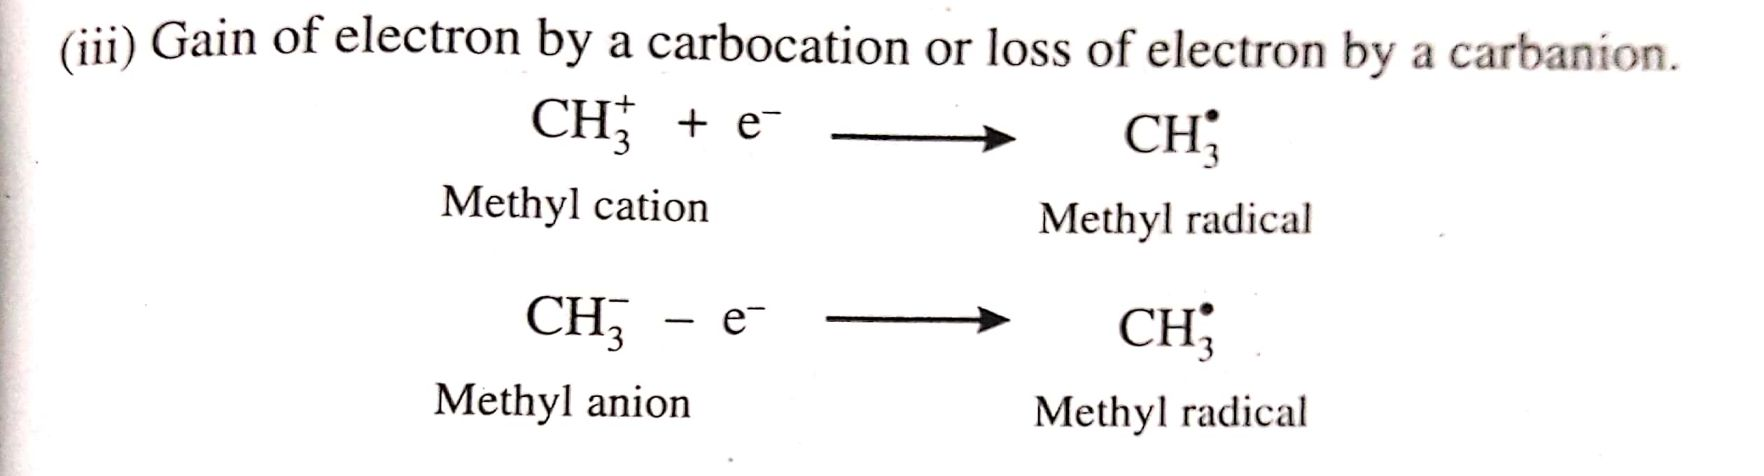 (iii) Gain of electron by a carbocation or loss of electron by a carbanion.
CH₃⁺ + e⁻ ⟶ CH₃•
Methyl cation Methyl radical
CH₃⁻ − e⁻ ⟶ CH₃•
Methyl anion Methyl radical